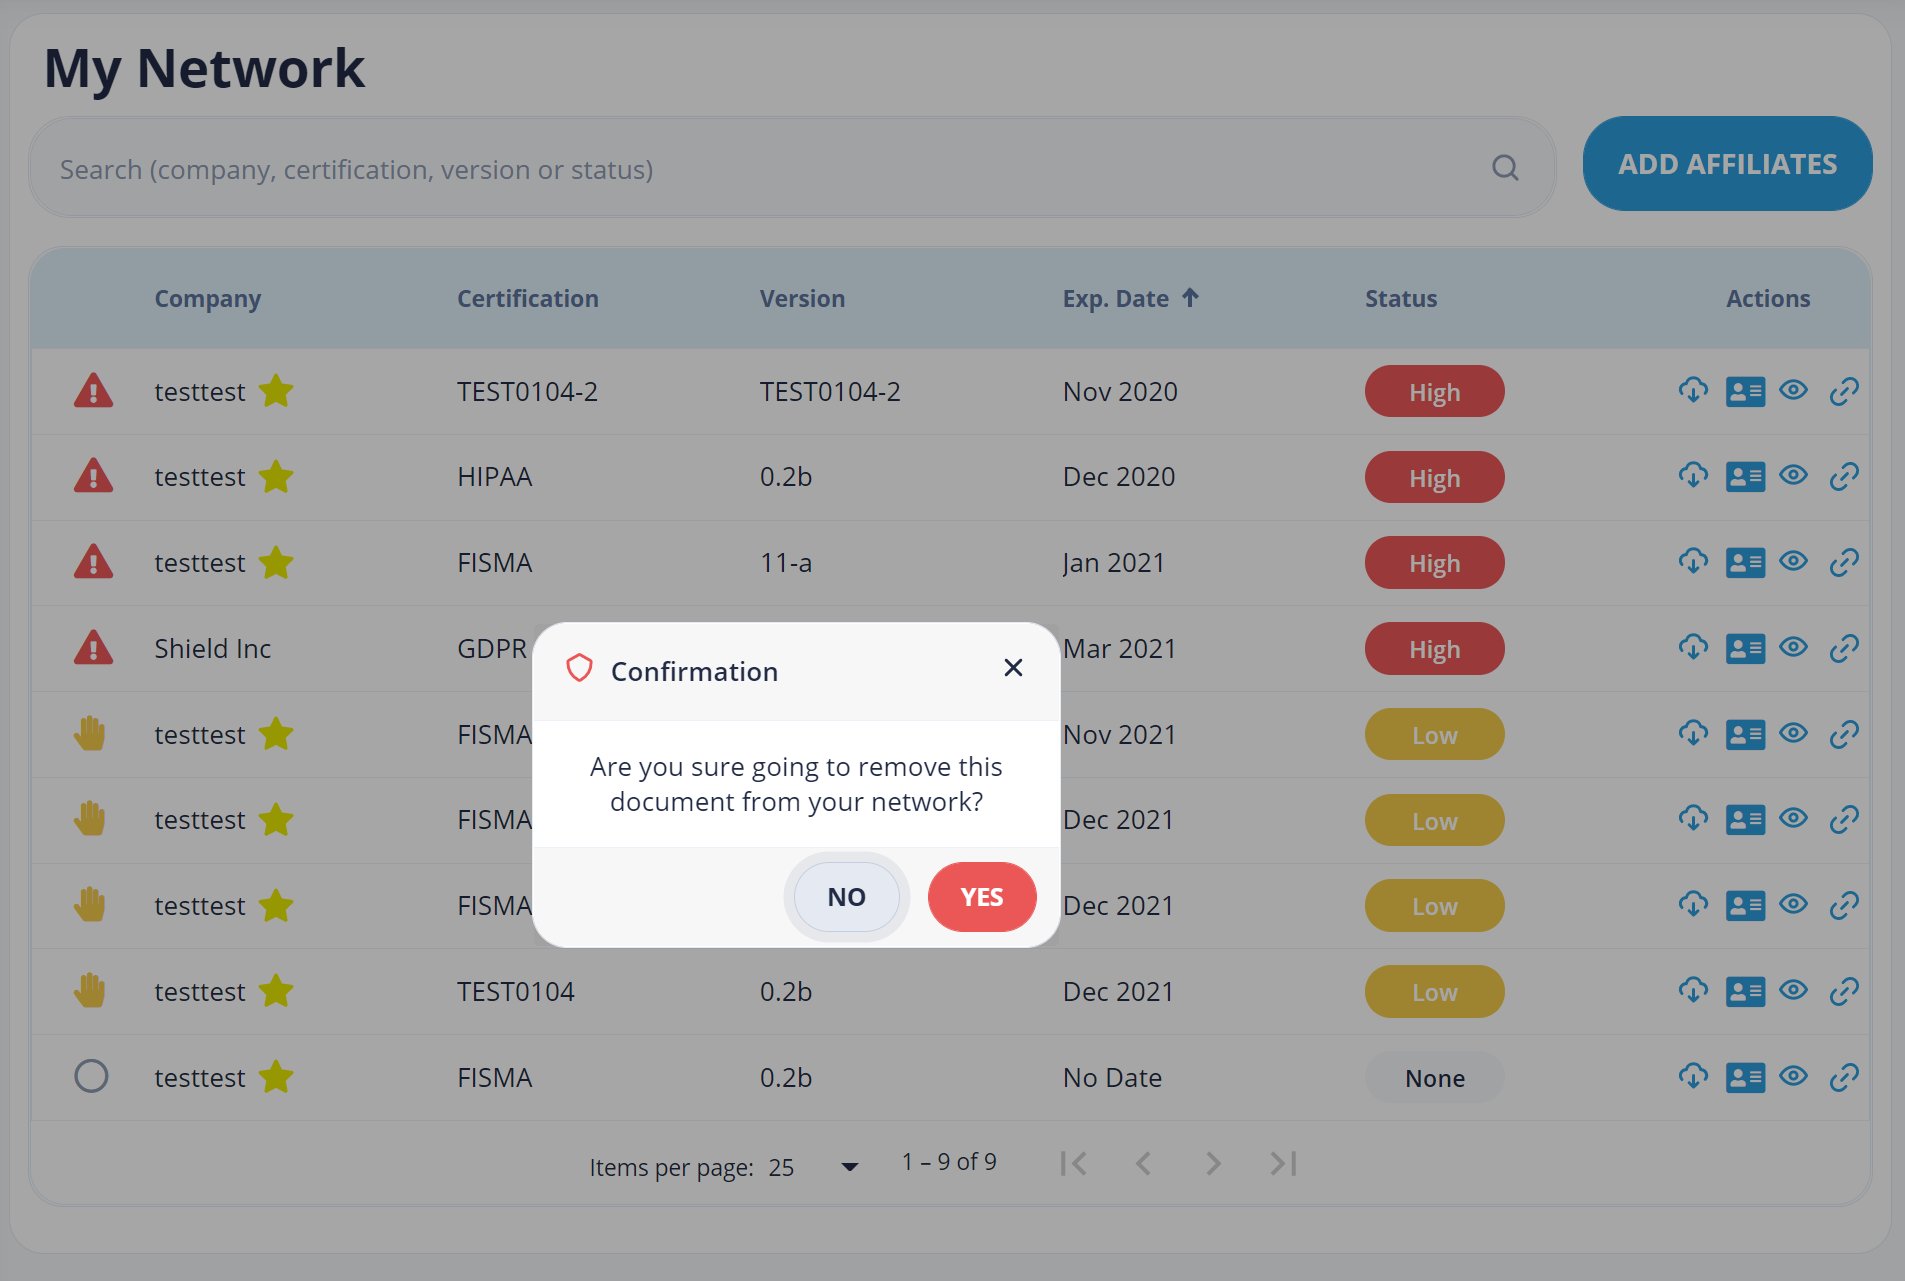 My Network
Search (company, certification, version or status)
ADD AFFILIATES
Company Certification Version Exp. Date Status Actions
testtest TEST0104-2 TEST0104-2 Nov 2020 High
testtest HIPAA 0.2b Dec 2020 High
testtest FISMA 11-a Jan 2021 High
Shield Inc GDPR Mar 2021 High
testtest FISMA Nov 2021 Low
testtest FISMA Dec 2021 Low
testtest FISMA Dec 2021 Low
testtest TEST0104 0.2b Dec 2021 Low
testtest FISMA 0.2b No Date None
Items per page: 25 1 – 9 of 9
Confirmation
Are you sure going to remove this
document from your network?
NO YES